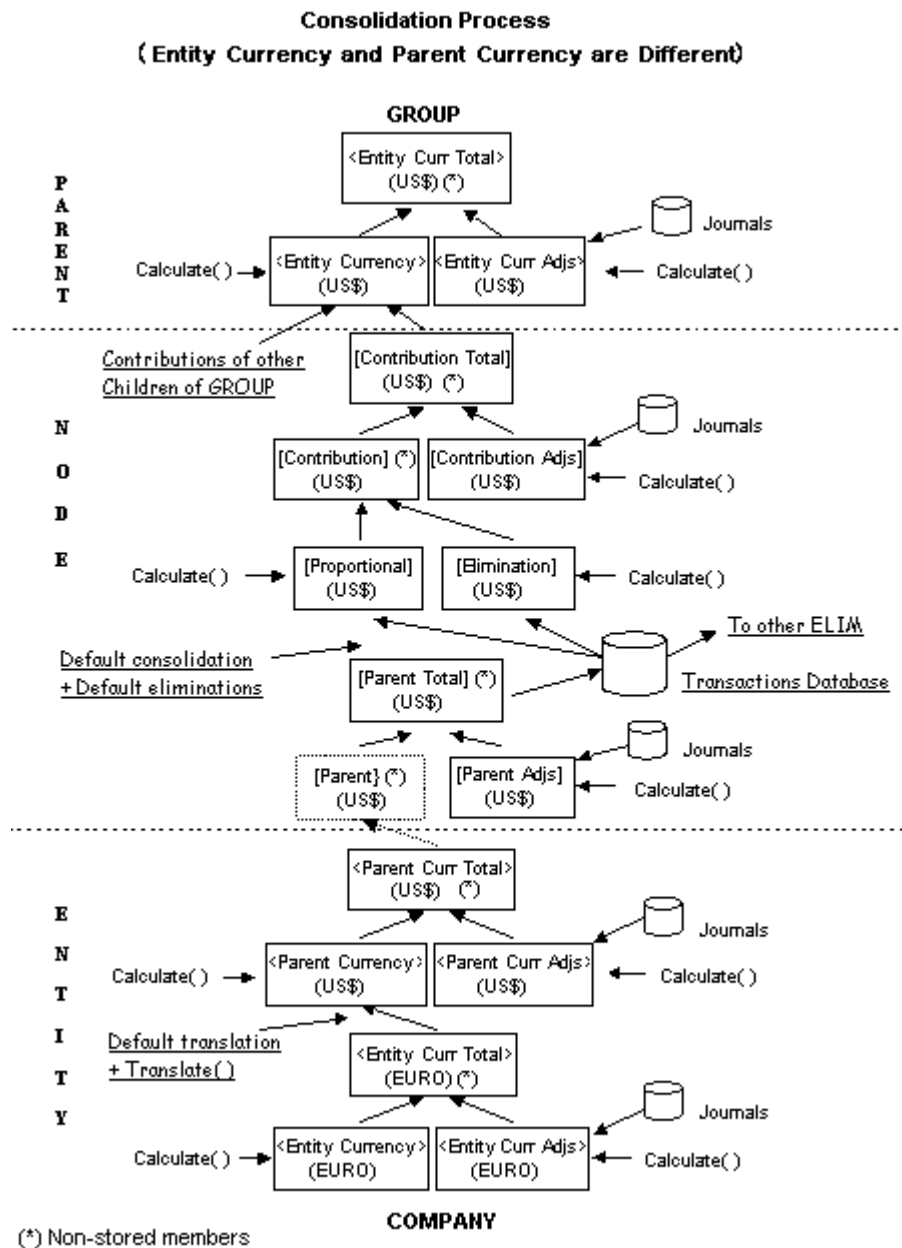 Consolidation Process
( Entity Currency and Parent Currency are Different)
GROUP
<Entity Curr Total>
(US$) (*)
PARENT
Journals
Calculate( )
<Entity Currency>
(US$)
<Entity Curr Adjs>
(US$)
Calculate( )
Contributions of other
Children of GROUP
[Contribution Total]
(US$) (*)
NODE
Journals
[Contribution] (*)
(US$)
[Contribution Adjs]
(US$)
Calculate( )
Calculate( )
[Proportional]
(US$)
[Elimination]
(US$)
Calculate( )
To other ELIM
Default consolidation
+ Default eliminations
[Parent Total] (*)
(US$)
Transactions Database
Journals
[Parent} (*)
(US$)
[Parent Adjs]
(US$)
Calculate( )
<Parent Curr Total>
(US$) (*)
ENTITY
Journals
Calculate( )
<Parent Currency>
(US$)
<Parent Curr Adjs>
(US$)
Calculate( )
Default translation
+ Translate( )
<Entity Curr Total>
(EURO) (*)
Journals
Calculate( )
<Entity Currency>
(EURO)
<Entity Curr Adjs>
(EURO)
Calculate( )
COMPANY
(*) Non-stored members